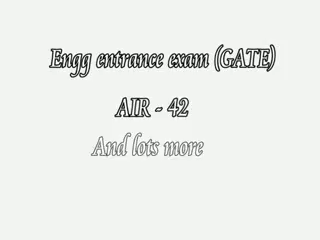 Engg entrance exam (GATE)
AIR - 42
And lots more